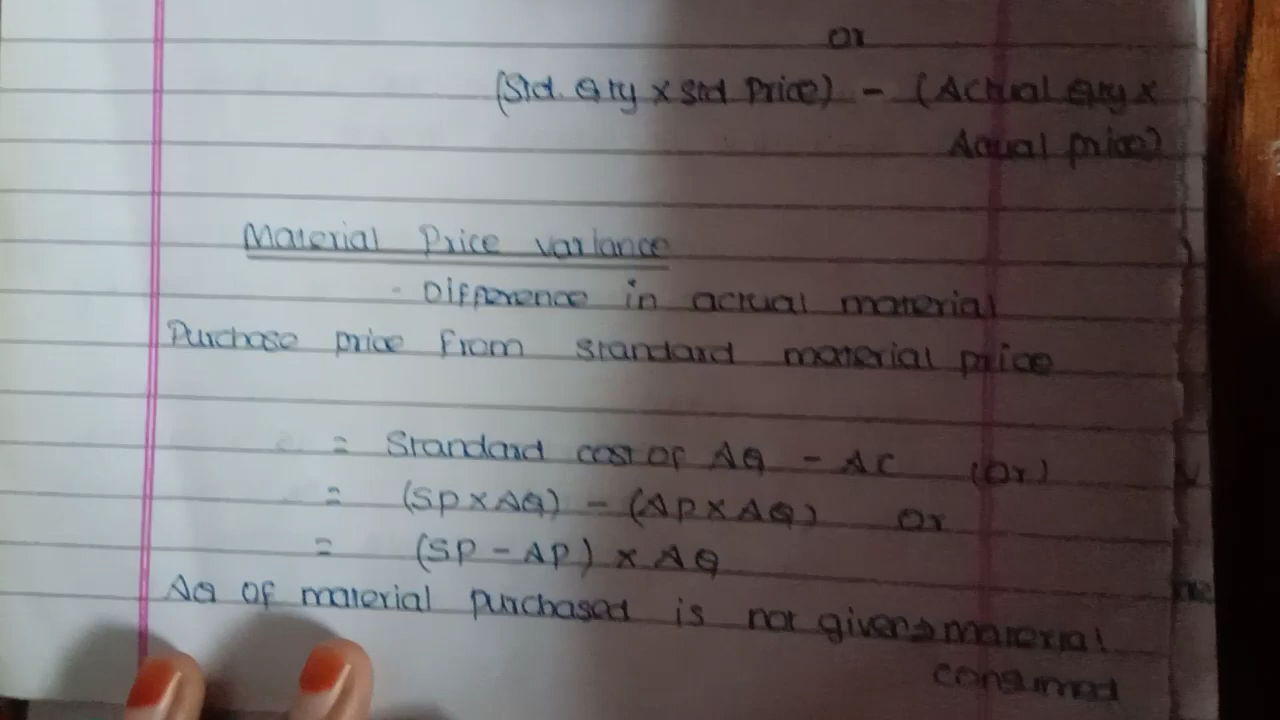 or
(Std. Qty x Std Price) - (Actual Qty x
Actual price)
Material Price variance
- Difference in actual material
Purchase price from standard material price
= Standard cost of AQ - AC (or)
= (SP x AQ) - (AP x AQ) or
= (SP - AP) x AQ
AQ of material purchased is not given → material
consumed